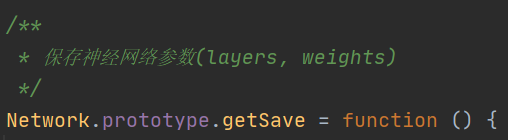 /**
 * 保存神经网络参数(layers, weights)
 */
Network.prototype.getSave = function () {